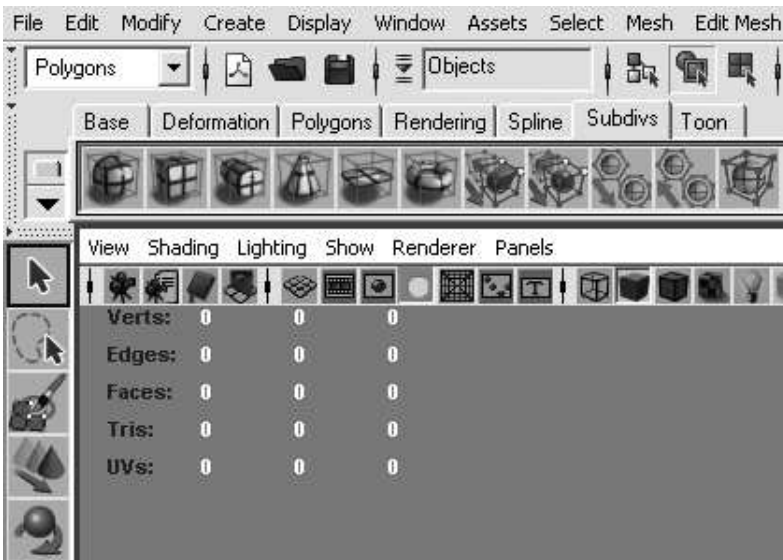 File Edit Modify Create Display Window Assets Select Mesh Edit Mesh
Polygons Objects
Base Deformation Polygons Rendering Spline Subdivs Toon
View Shading Lighting Show Renderer Panels
Verts: 0 0 0
Edges: 0 0 0
Faces: 0 0 0
Tris: 0 0 0
UVs: 0 0 0